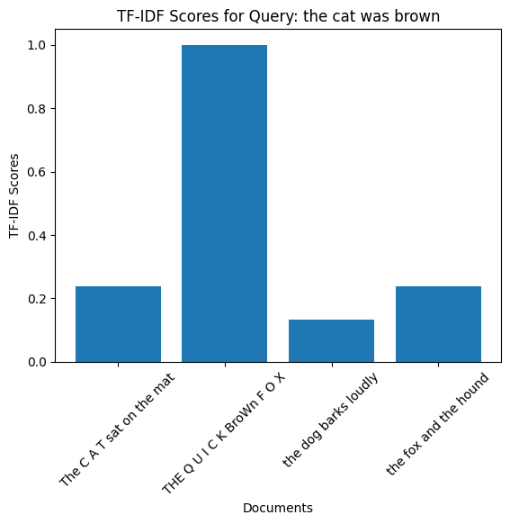 TF-IDF Scores for Query: the cat was brown
1.0
0.8
0.6
0.4
0.2
0.0
TF-IDF Scores
The C A T sat on the mat
THE Q U I C K BroWn F O X
the dog barks loudly
the fox and the hound
Documents